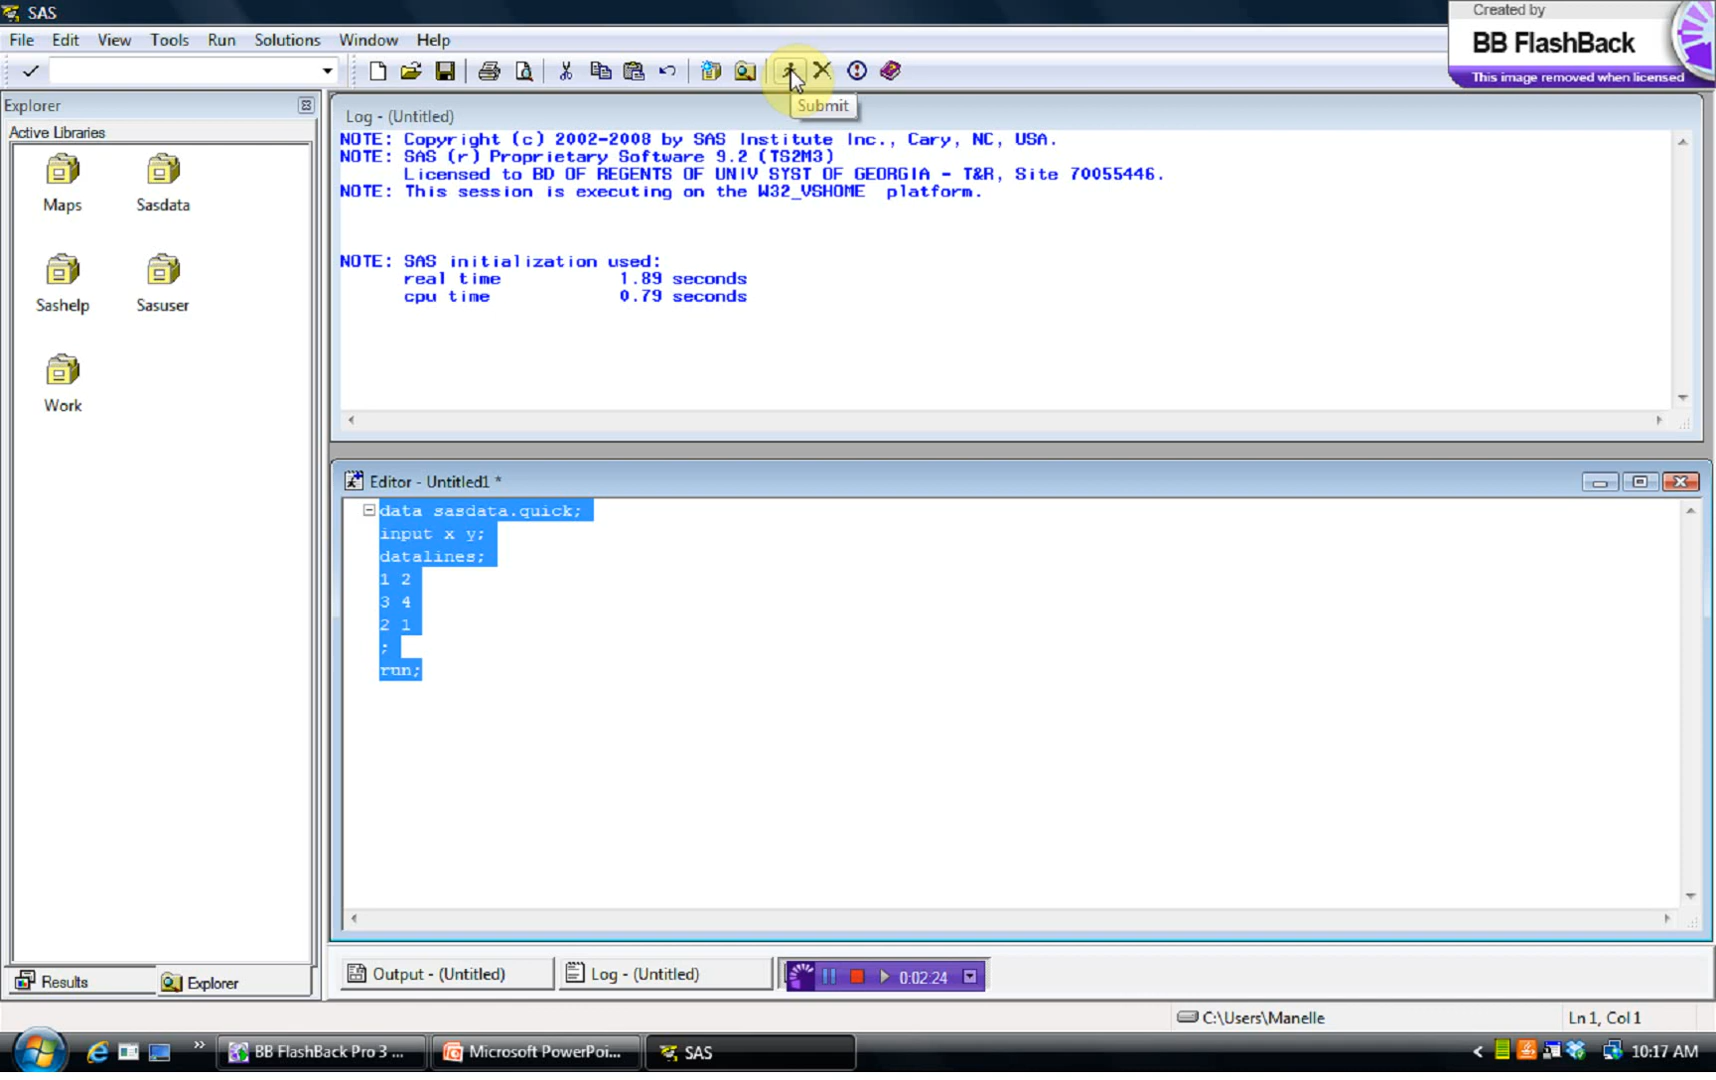 SAS
Created by
BB FlashBack
This image removed when licensed
File Edit View Tools Run Solutions Window Help
Submit
Explorer
Active Libraries
Maps Sasdata
Sashelp Sasuser
Work
Log - (Untitled)
NOTE: Copyright (c) 2002-2008 by SAS Institute Inc., Cary, NC, USA.
NOTE: SAS (r) Proprietary Software 9.2 (TS2M3)
Licensed to BD OF REGENTS OF UNIV SYST OF GEORGIA - T&R, Site 70055446.
NOTE: This session is executing on the W32_VSHOME platform.
NOTE: SAS initialization used:
real time 1.89 seconds
cpu time 0.79 seconds
Editor - Untitled1 *
data sasdata.quick;
input x y;
datalines;
1 2
3 4
2 1
;
run;
Results Explorer
Output - (Untitled) Log - (Untitled) 0:02:24
C:\Users\Manelle Ln 1, Col 1
BB FlashBack Pro 3 ... Microsoft PowerPoi... SAS 10:17 AM